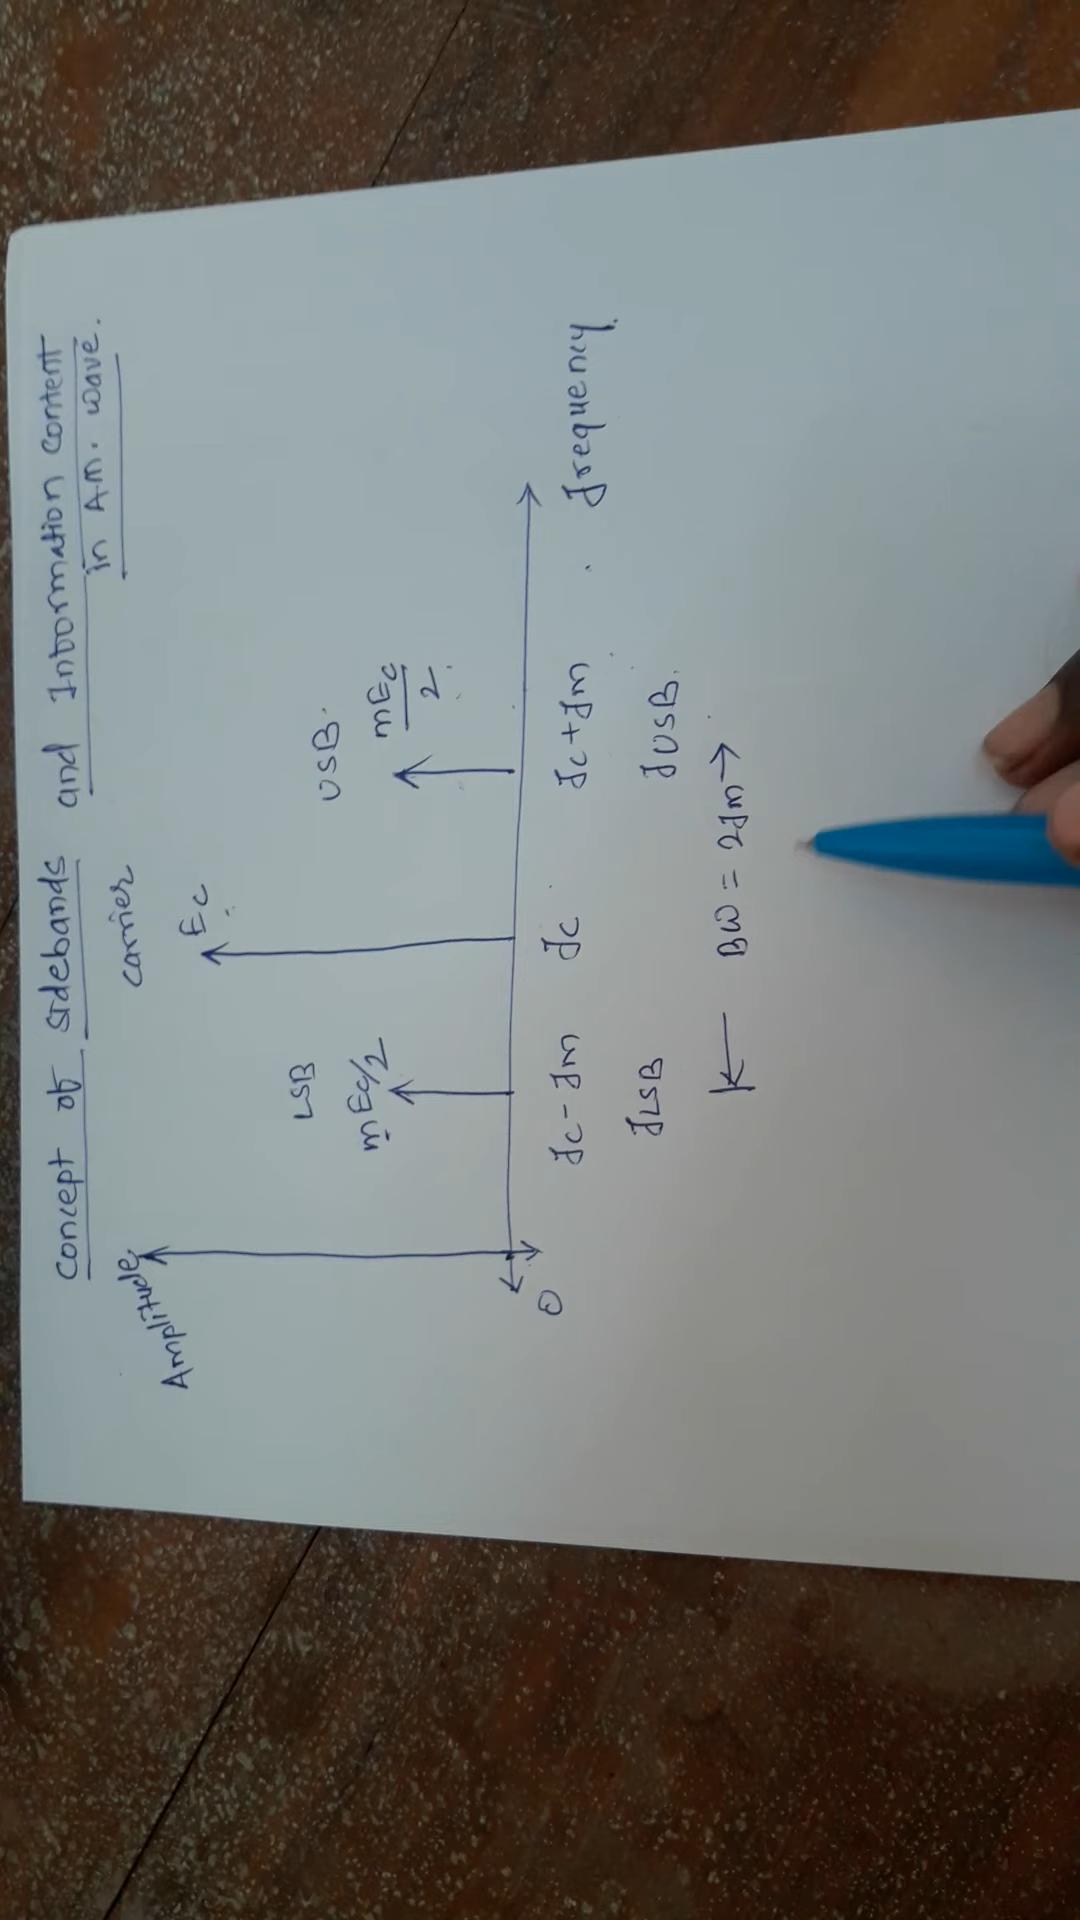 Concept of sidebands and Information content
in AM. wave.
Amplitude
carrier
Ec
LSB
USB.
mEc/2
mEc/2
0
fc-fm
fc
fc+fm
frequency.
fLSB
fUSB.
BW = 2fm